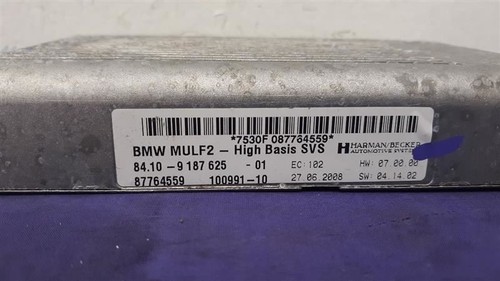 *7530F 087764559*
BMW MULF2 - High Basis SVS
HARMAN/BECKER
AUTOMOTIVE SYSTEMS
84.10 - 9 187 625 - 01 EC:102 HW: 07.00.00
87764559 100991-10 27.06.2008 SW: 04.14.02